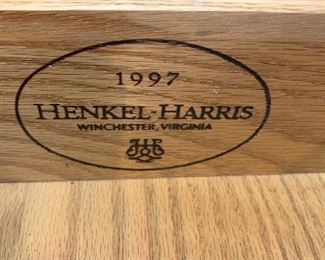 1997
HENKEL-HARRIS
WINCHESTER, VIRGINIA